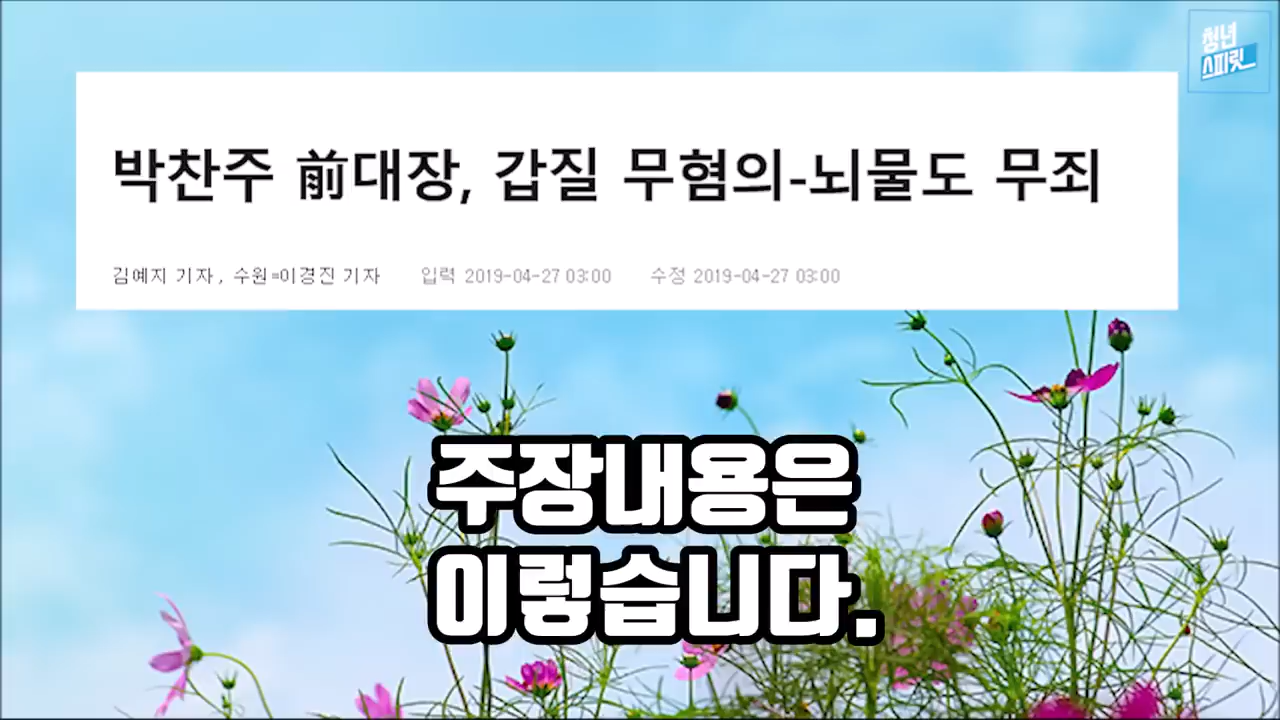 청년
스피릿
박찬주 前대장, 갑질 무혐의-뇌물도 무죄
김예지 기자, 수원=이경진 기자 입력 2019-04-27 03:00 수정 2019-04-27 03:00
주장내용은
이렇습니다.